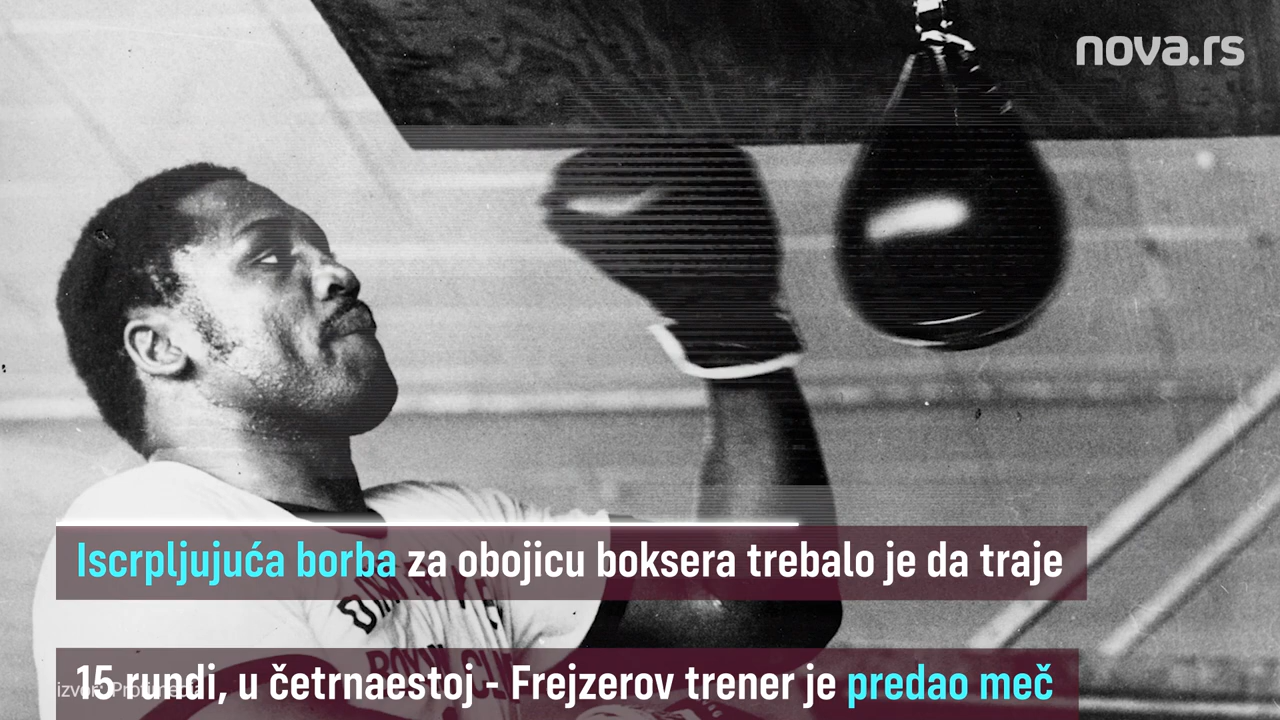 nova.rs
Iscrpljujuća borba za obojicu boksera trebalo je da traje
15 rundi, u četrnaestoj - Frejzerov trener je predao meč
izvor: